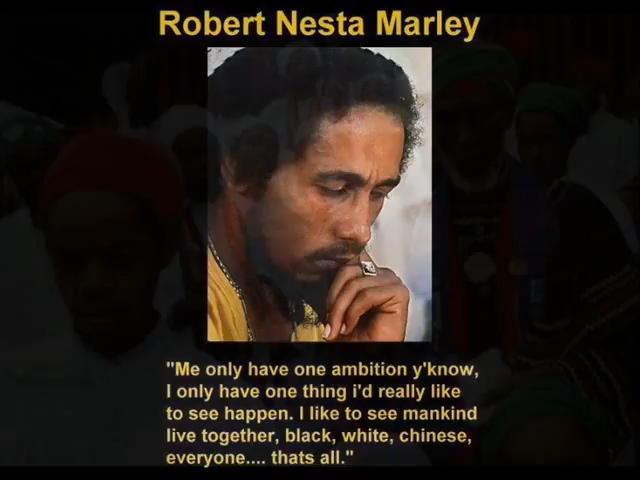 Robert Nesta Marley
"Me only have one ambition y'know,
I only have one thing i'd really like
to see happen. I like to see mankind
live together, black, white, chinese,
everyone.... thats all."